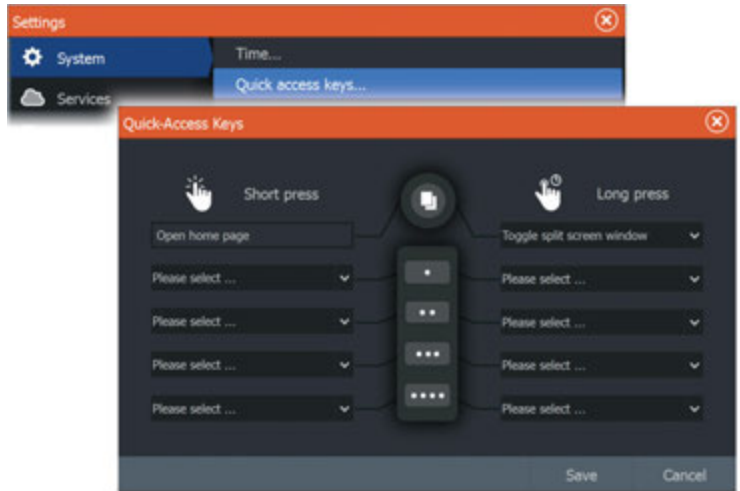 Settings
System
Time...
Quick access keys...
Services
Quick-Access Keys
Short press
Long press
Open home page
Toggle split screen window
Please select ...
Please select ...
Please select ...
Please select ...
Please select ...
Please select ...
Please select ...
Please select ...
Save
Cancel